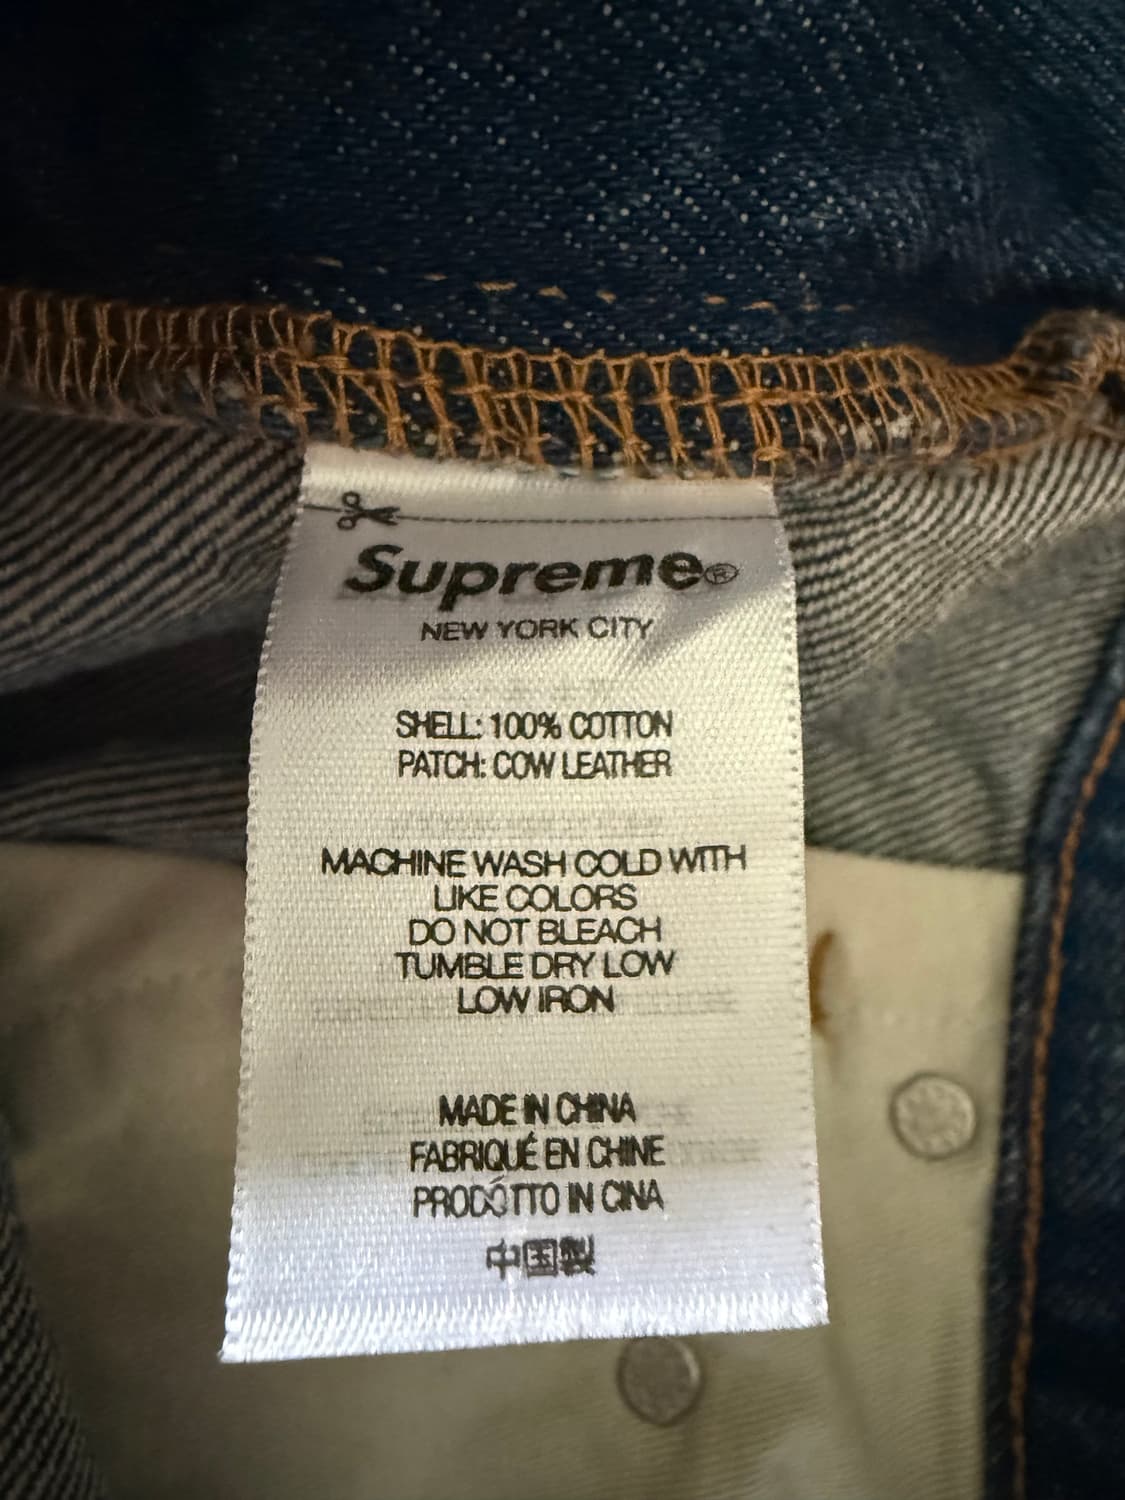 Supreme®
NEW YORK CITY
SHELL: 100% COTTON
PATCH: COW LEATHER
MACHINE WASH COLD WITH
LIKE COLORS
DO NOT BLEACH
TUMBLE DRY LOW
LOW IRON
MADE IN CHINA
FABRIQUÉ EN CHINE
PRODÓTTO IN CINA
中国製